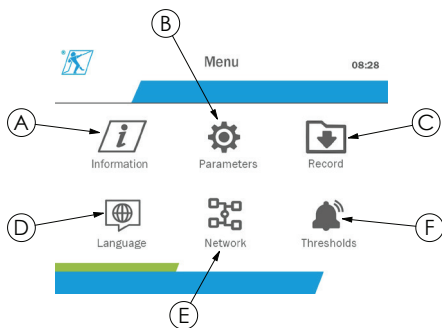 B
Menu 08:28
A C
i
Information Parameters Record
D F
Language Network Thresholds
E